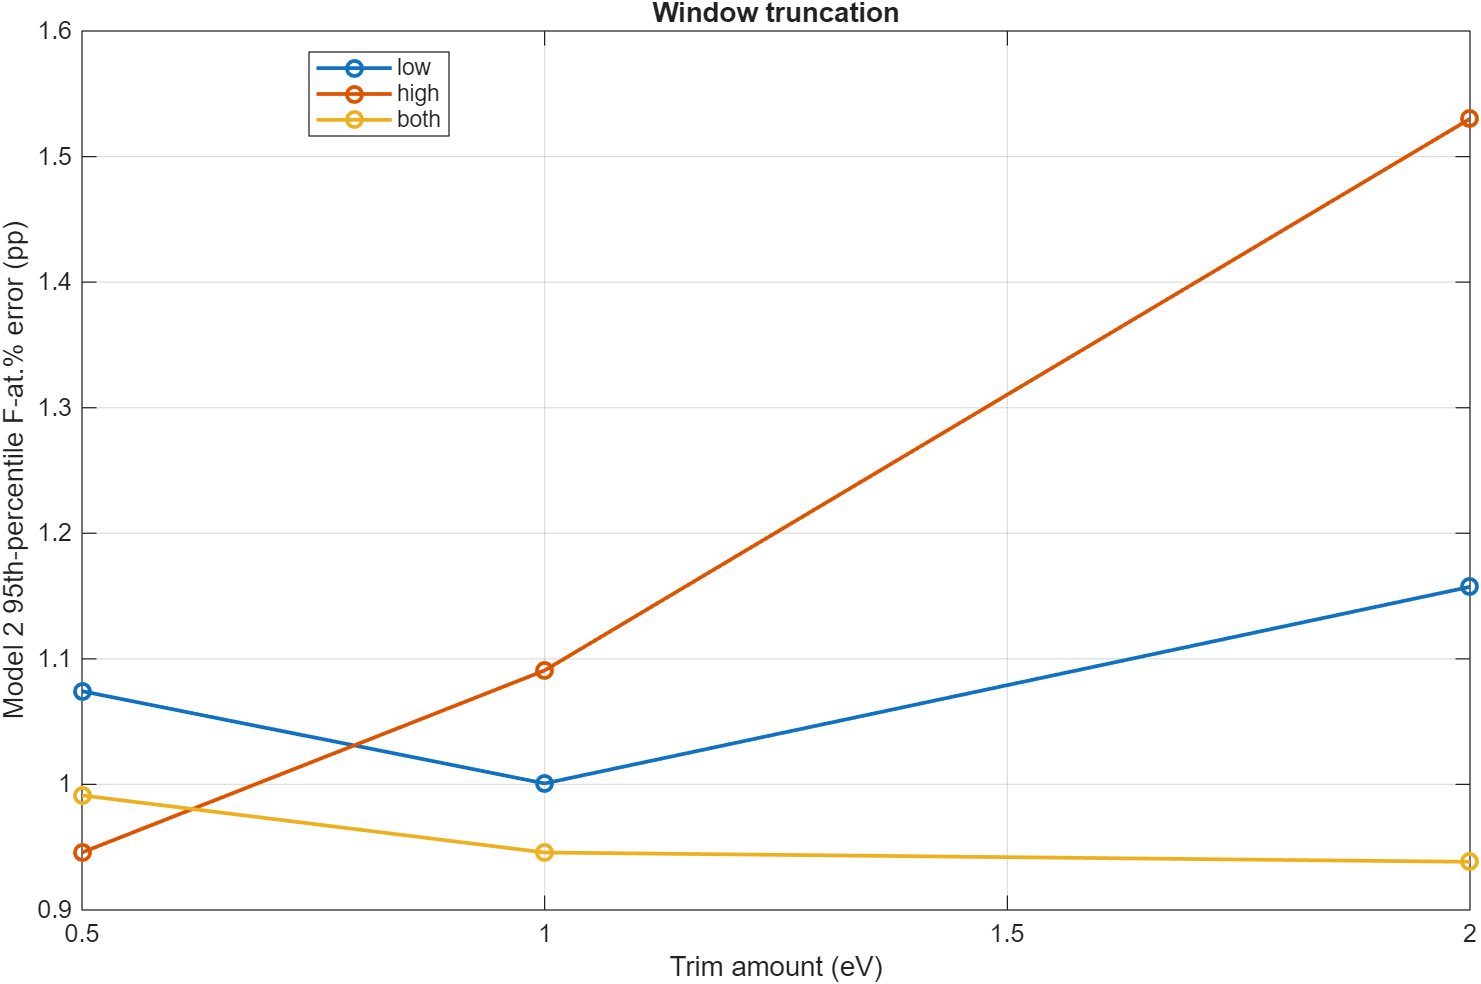 Window truncation
1.6
1.5
1.4
1.3
1.2
1.1
1
0.9
low
high
both
Model 2 95th-percentile F-at.% error (pp)
0.5
1
1.5
2
Trim amount (eV)